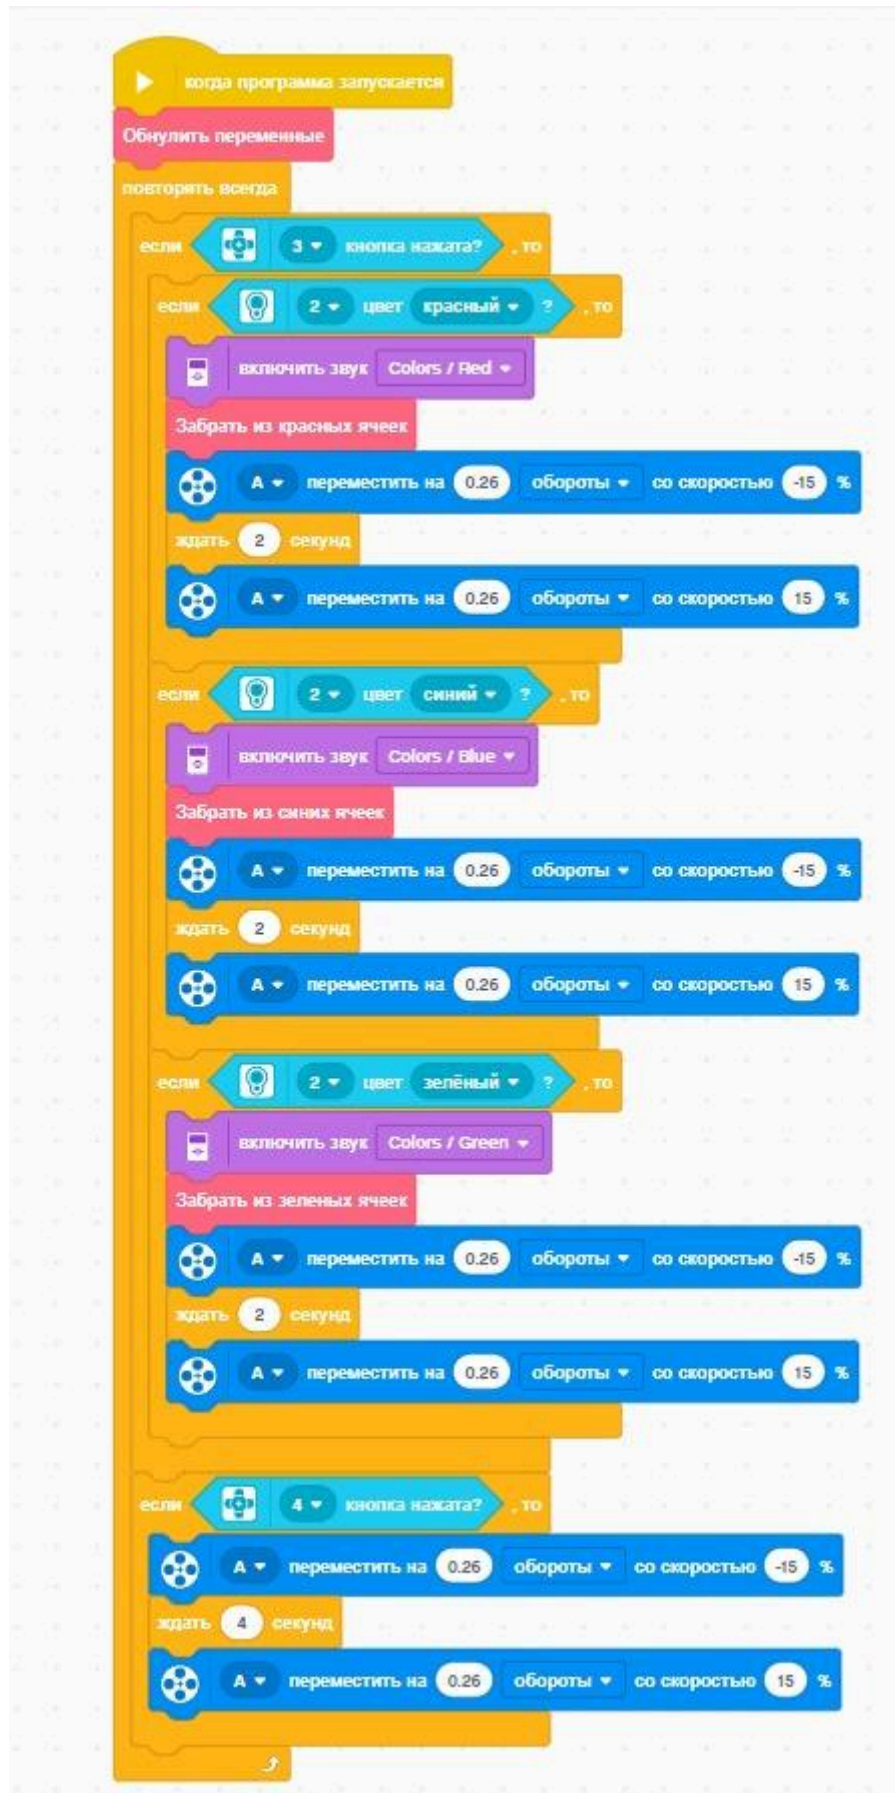 когда программа запускается
Обнулить переменные
повторять всегда
если 3 кнопка нажата? , то
если 2 цвет красный ? , то
включить звук Colors / Red
Забрать из красных ячеек
A переместить на 0.26 обороты со скоростью -15 %
ждать 2 секунд
A переместить на 0.26 обороты со скоростью 15 %
если 2 цвет синий ? , то
включить звук Colors / Blue
Забрать из синих ячеек
A переместить на 0.26 обороты со скоростью -15 %
ждать 2 секунд
A переместить на 0.26 обороты со скоростью 15 %
если 2 цвет зелёный ? , то
включить звук Colors / Green
Забрать из зеленых ячеек
A переместить на 0.26 обороты со скоростью -15 %
ждать 2 секунд
A переместить на 0.26 обороты со скоростью 15 %
если 4 кнопка нажата? , то
A переместить на 0.26 обороты со скоростью -15 %
ждать 4 секунд
A переместить на 0.26 обороты со скоростью 15 %